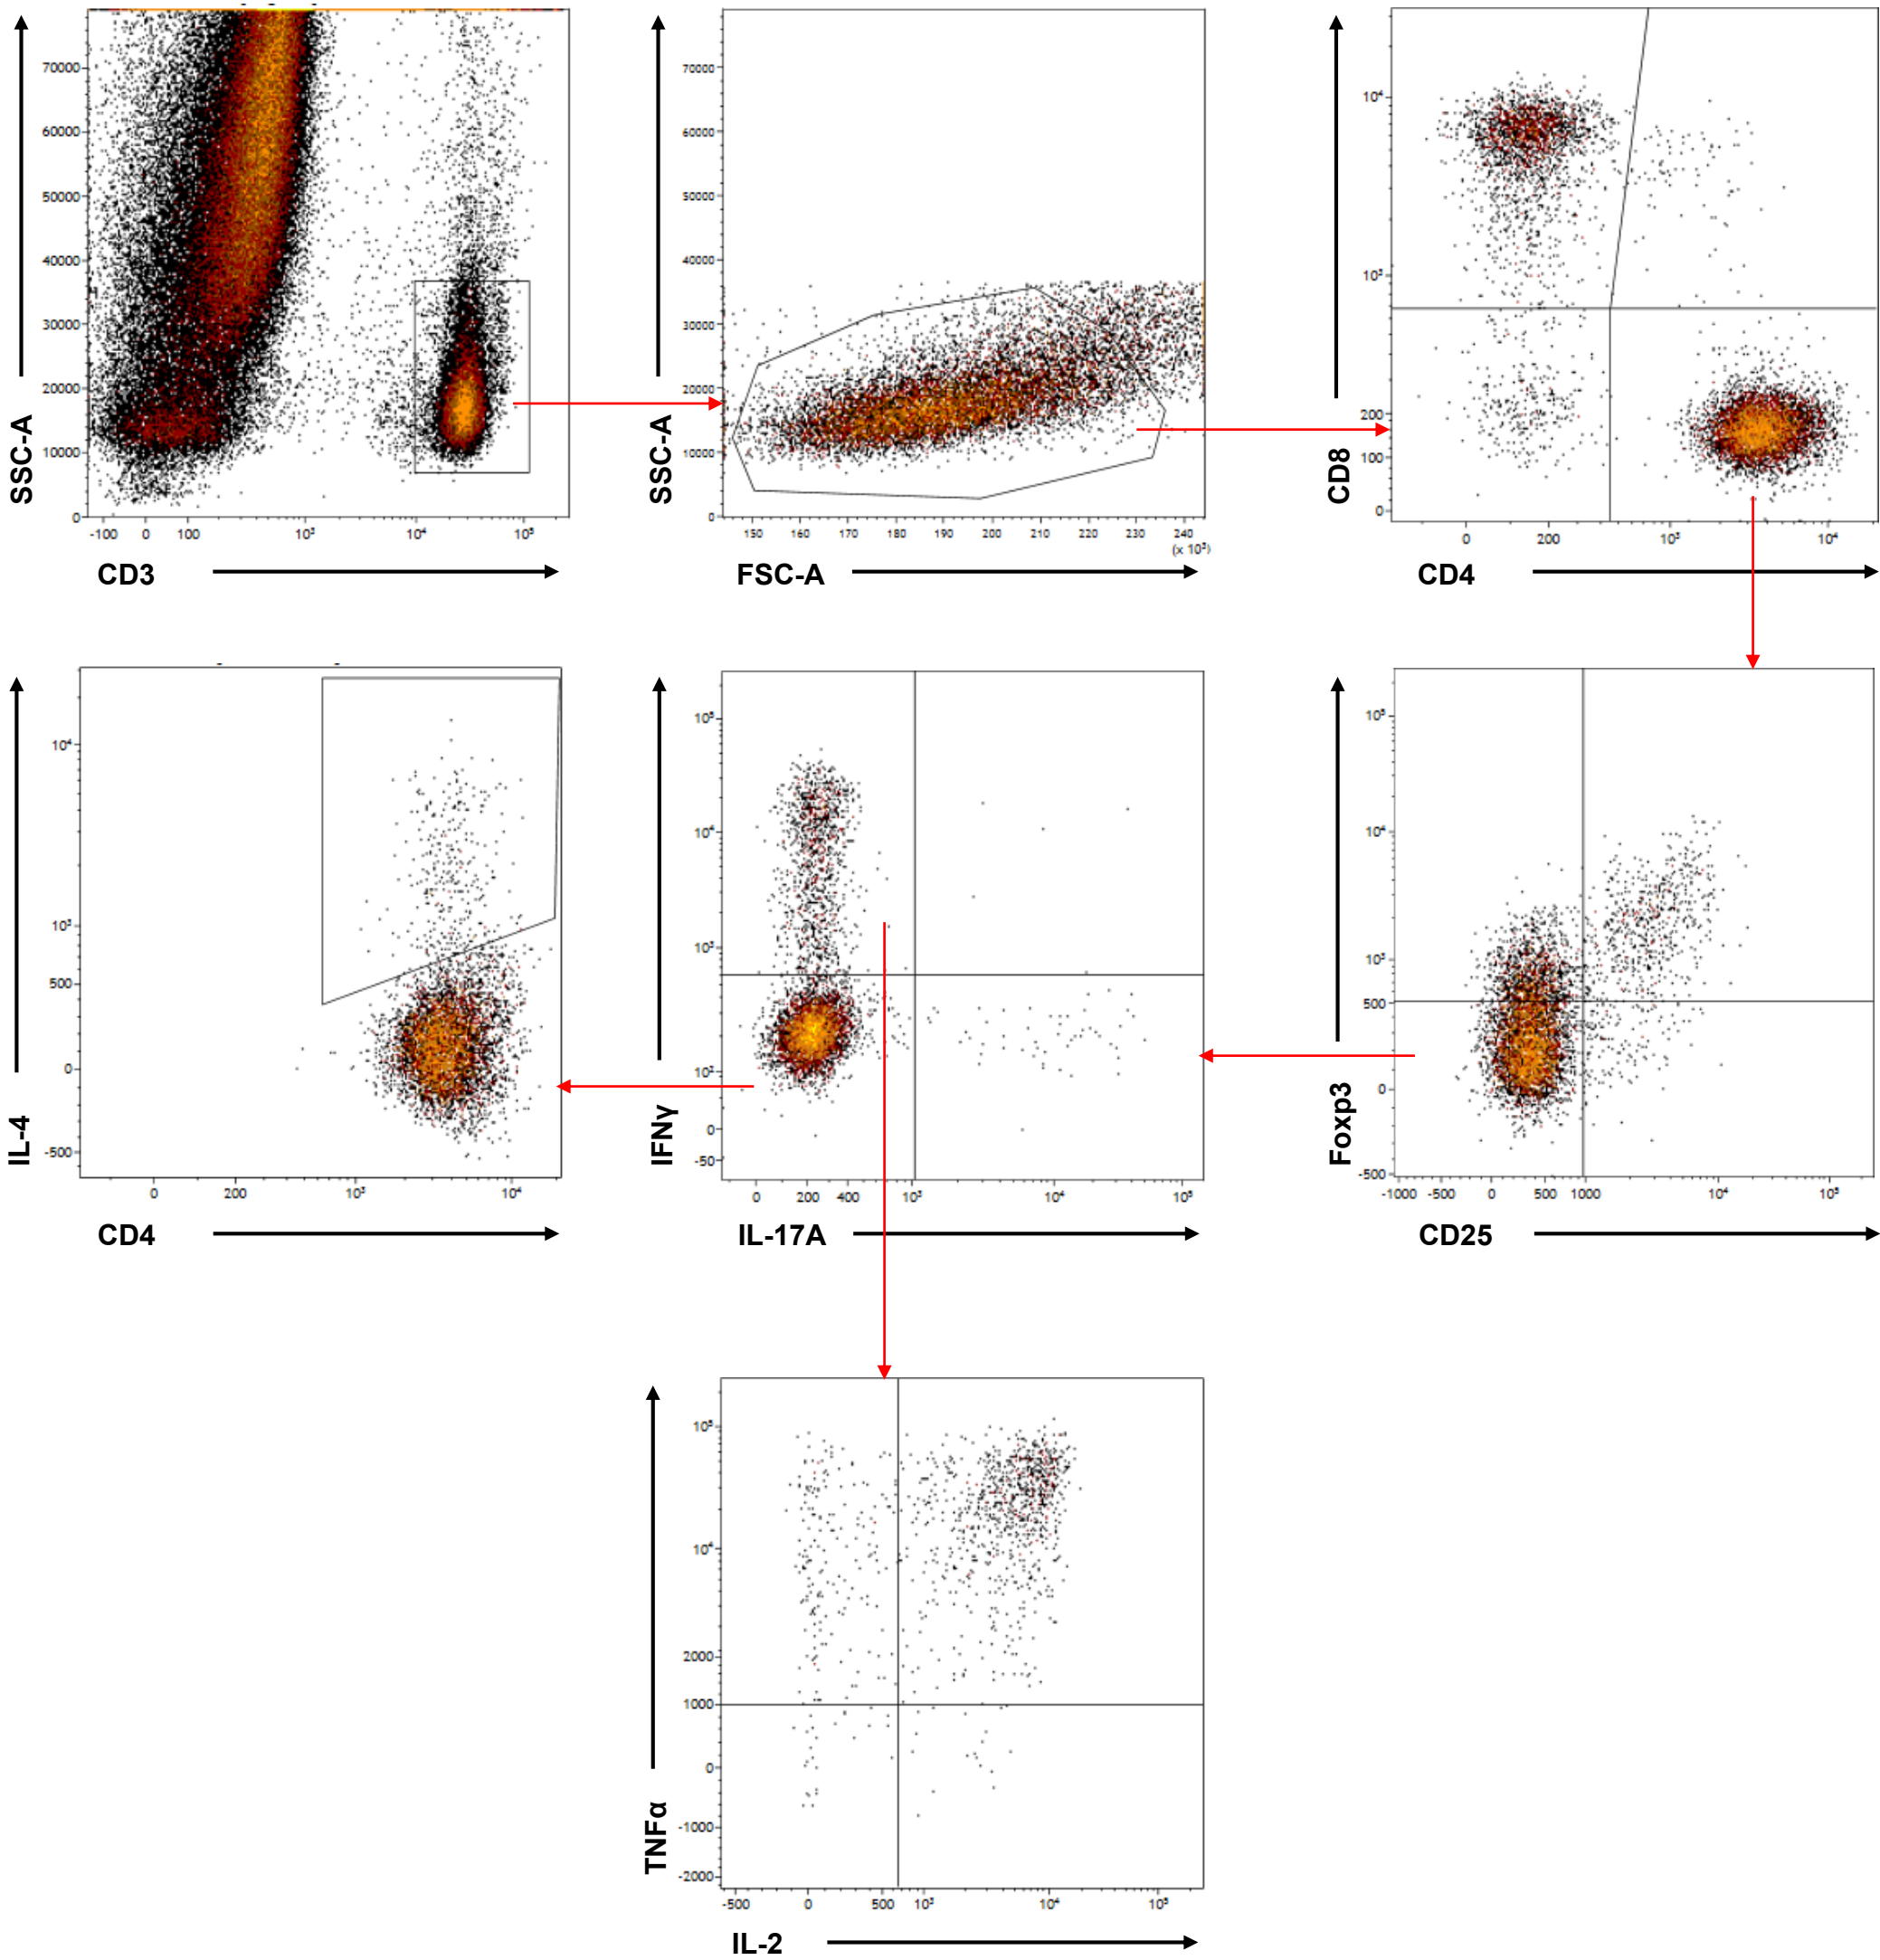 SSC-A
70000
60000
50000
40000
30000
20000
10000
0
-100 0 100 10³ 10⁴ 10⁵
CD3
SSC-A
70000
60000
50000
40000
30000
20000
10000
0
150 160 170 180 190 200 210 220 230 240
(x 10³)
FSC-A
CD8
10⁴
10³
200
100
0
0 200 10³ 10⁴
CD4
IL-4
10⁴
10³
500
0
-500
0 200 10³ 10⁴
CD4
IFNγ
10⁵
10⁴
10³
10²
0
-50
0 200 400 10³ 10⁴ 10⁵
IL-17A
Foxp3
10⁵
10⁴
10³
500
0
-500
-1000 -500 0 500 1000 10⁴ 10⁵
CD25
TNFα
10⁵
10⁴
2000
1000
0
-1000
-2000
-500 0 500 10³ 10⁴ 10⁵
IL-2